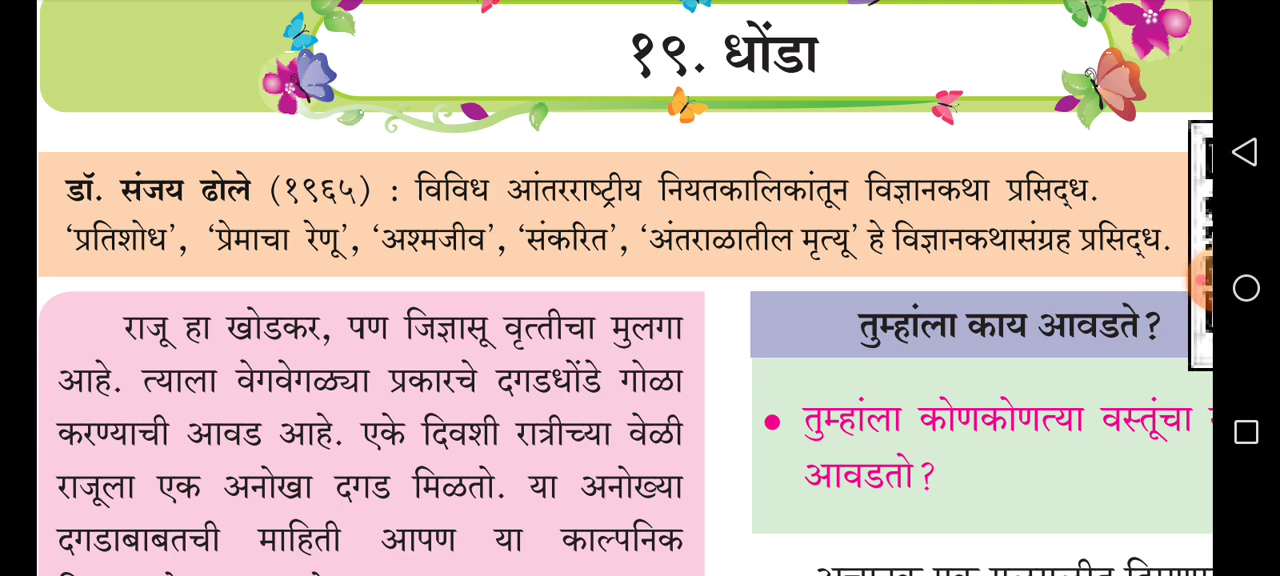 १९. धोंडा
डॉ. संजय ढोले (१९६५) : विविध आंतरराष्ट्रीय नियतकालिकांतून विज्ञानकथा प्रसिद्ध.
‘प्रतिशोध’, ‘प्रेमाचा रेणू’, ‘अश्मजीव’, ‘संकरित’, ‘अंतराळातील मृत्यू’ हे विज्ञानकथासंग्रह प्रसिद्ध.
राजू हा खोडकर, पण जिज्ञासू वृत्तीचा मुलगा
आहे. त्याला वेगवेगळ्या प्रकारचे दगडधोंडे गोळा
करण्याची आवड आहे. एके दिवशी रात्रीच्या वेळी
राजूला एक अनोखा दगड मिळतो. या अनोख्या
दगडाबाबतची माहिती आपण या काल्पनिक
तुम्हांला काय आवडते?
• तुम्हांला कोणकोणत्या वस्तूंचा
आवडतो?